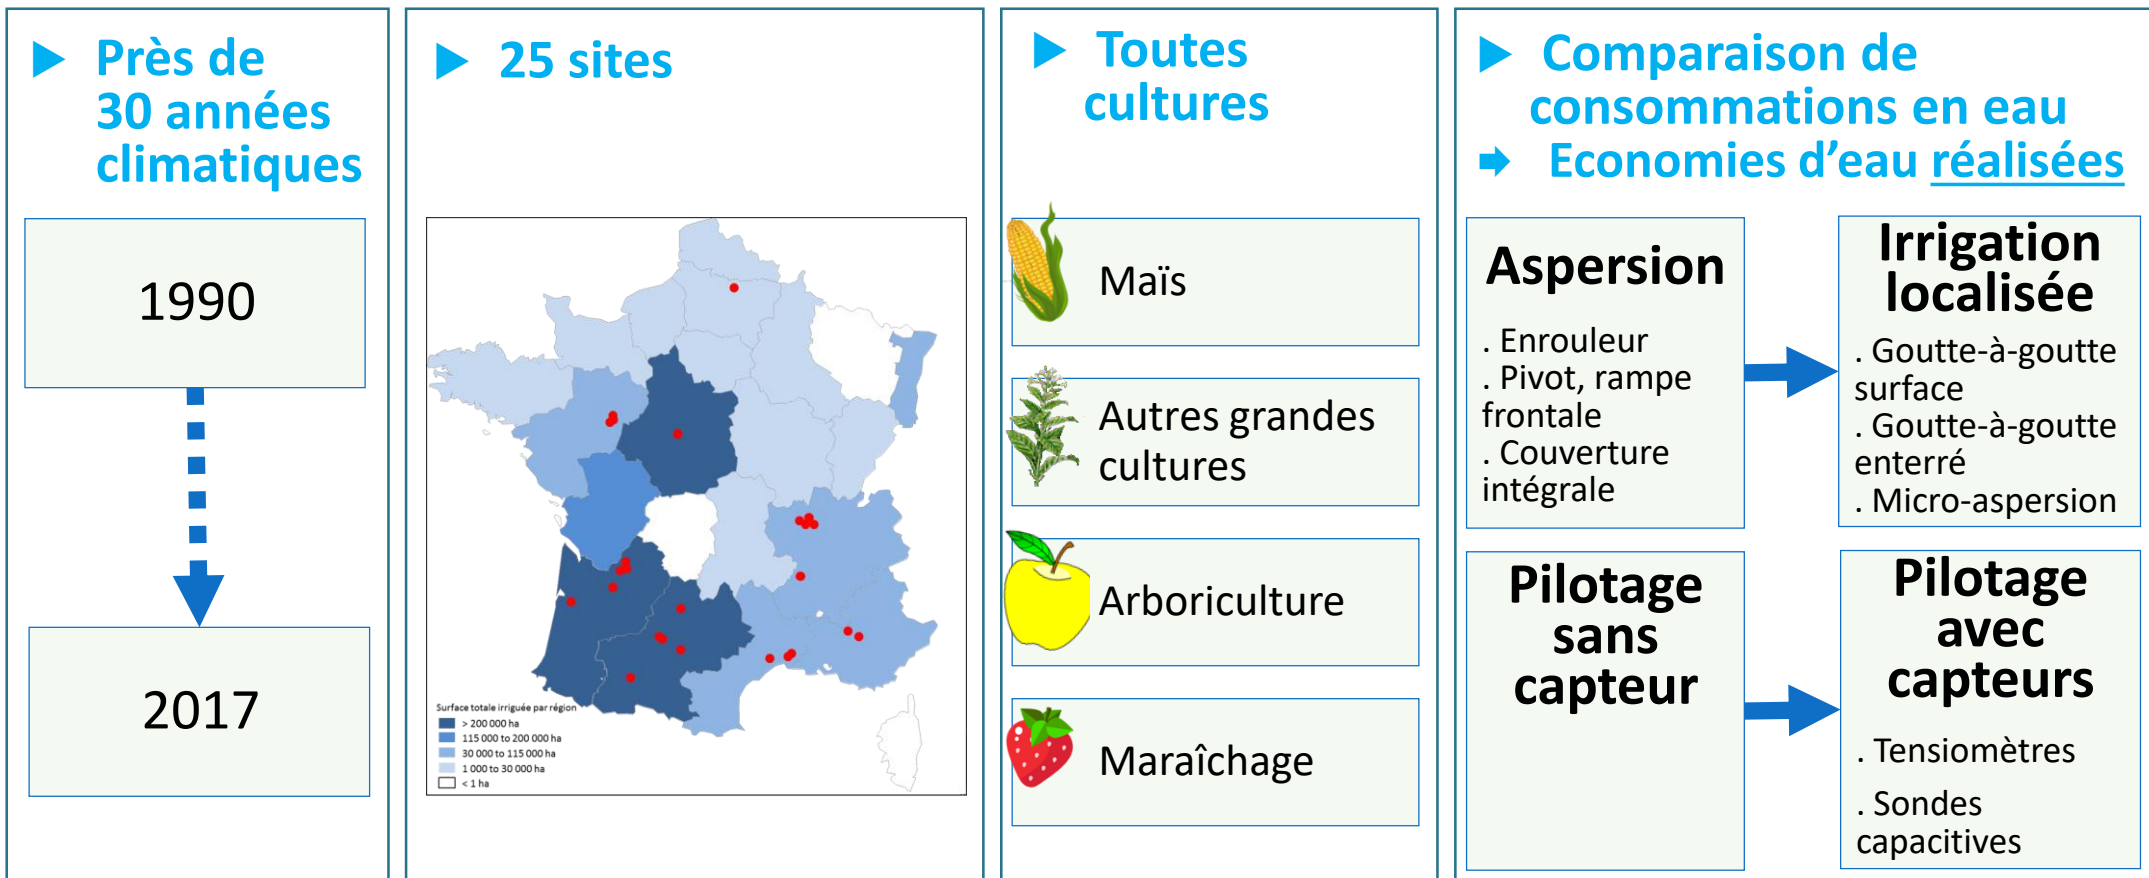 ▶ Près de
30 années
climatiques
1990
2017
▶ 25 sites
Surface totale irriguée par région
> 200 000 ha
115 000 to 200 000 ha
30 000 to 115 000 ha
1 000 to 30 000 ha
< 1 ha
▶ Toutes
cultures
Maïs
Autres grandes
cultures
Arboriculture
Maraîchage
▶ Comparaison de
consommations en eau
➡ Economies d’eau réalisées
Aspersion
. Enrouleur
. Pivot, rampe
frontale
. Couverture
intégrale
Irrigation
localisée
. Goutte-à-goutte
surface
. Goutte-à-goutte
enterré
. Micro-aspersion
Pilotage
sans
capteur
Pilotage
avec
capteurs
. Tensiomètres
. Sondes
capacitives